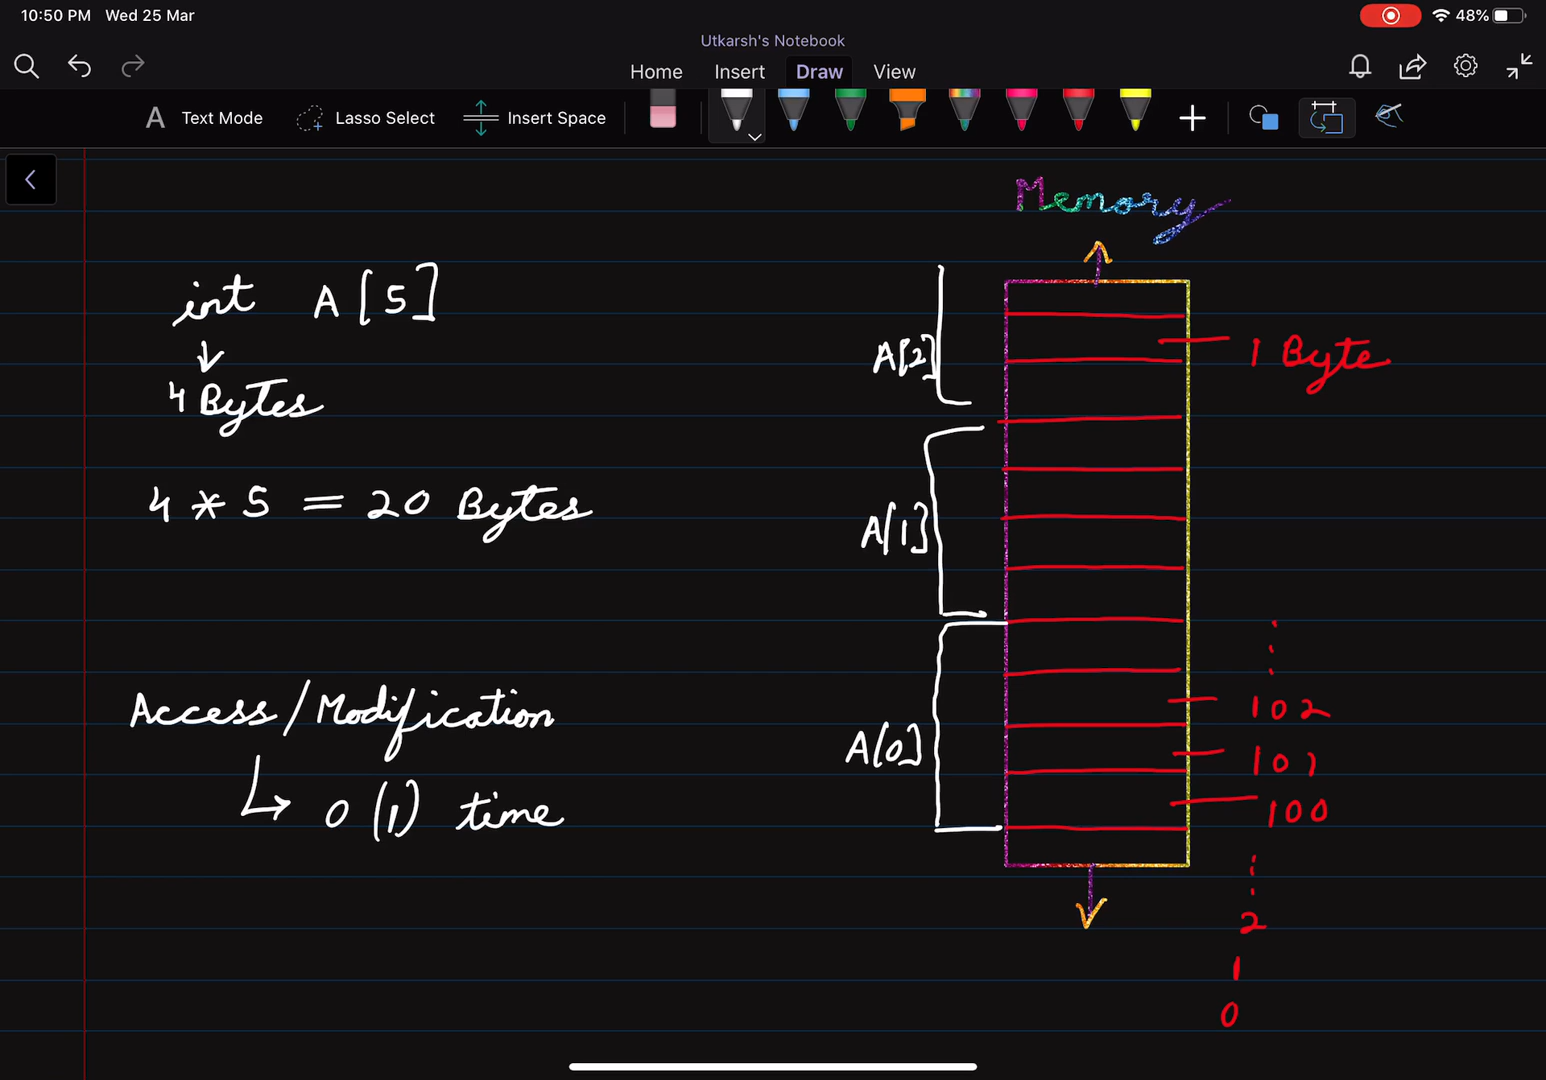 10:50 PM Wed 25 Mar
48%
Utkarsh's Notebook
Home Insert Draw View
Text Mode Lasso Select Insert Space
Memory
int A[5]
↓
4 Bytes
4 * 5 = 20 Bytes
Access/Modification
↳ O(1) time
A[2]
A[1]
A[0]
1 Byte
102
101
100
2
1
0